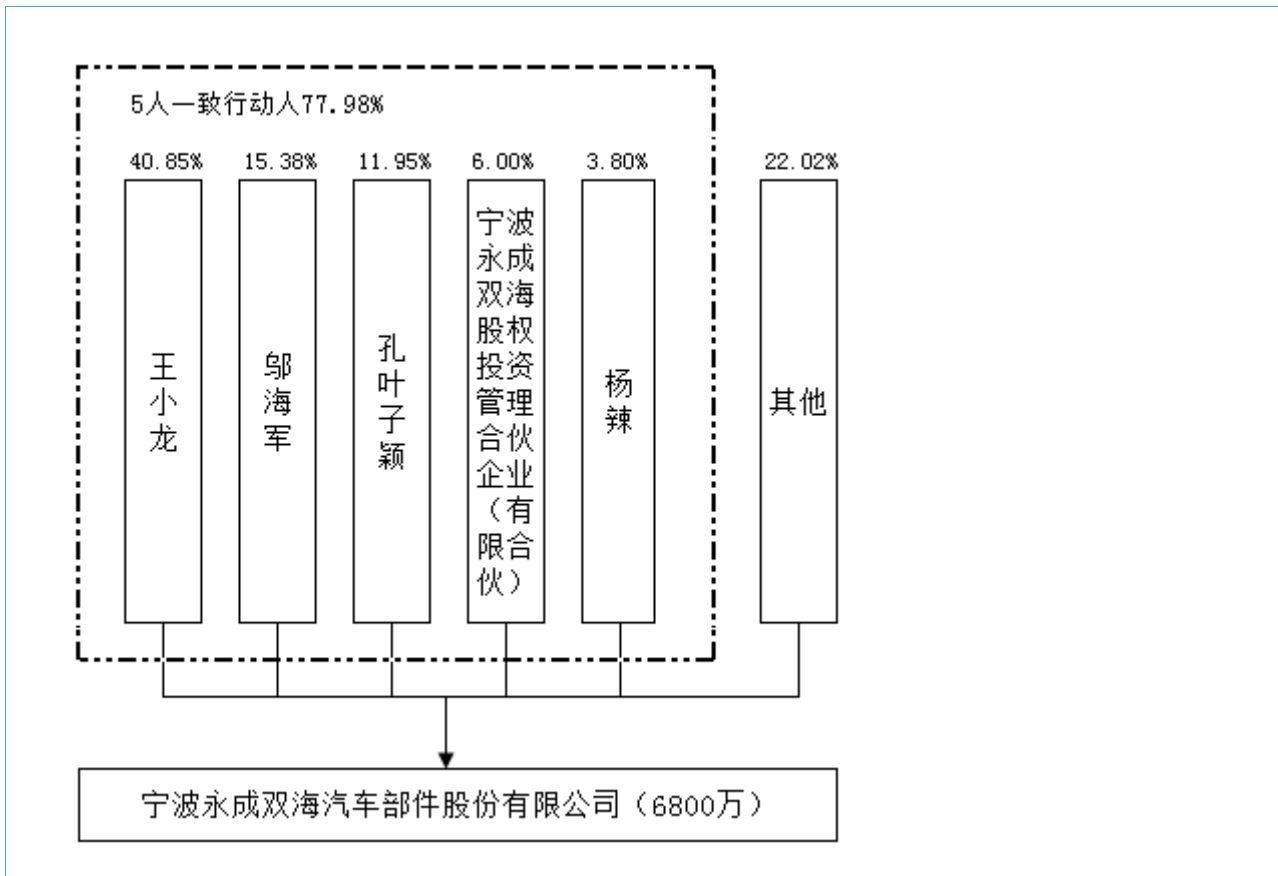 5人一致行动人77.98%
40.85% 15.38% 11.95% 6.00% 3.80% 22.02%
王小龙
邬海军
孔叶子颖
宁波
永成
双海
股权
投资
管理
合伙
企业
（有
限合
伙）
杨辣
其他
宁波永成双海汽车部件股份有限公司（6800万）